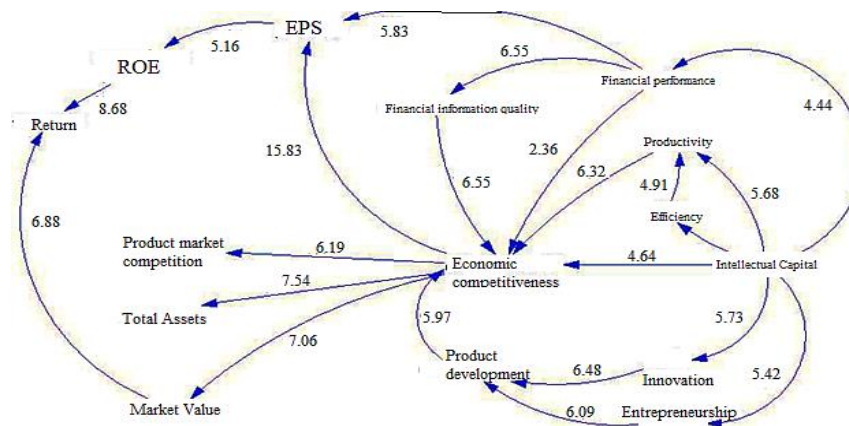 EPS
5.83
5.16
6.55
ROE
Financial performance
8.68
Financial information quality
4.44
Return
Productivity
15.83
2.36
6.32
4.91
5.68
6.88
Efficiency
Product market
competition
6.19
Economic
competitiveness
4.64
Intellectual Capital
7.54
Total Assets
5.97
5.73
7.06
Product
development
6.48
Innovation
5.42
Market Value
6.09
Entrepreneurship